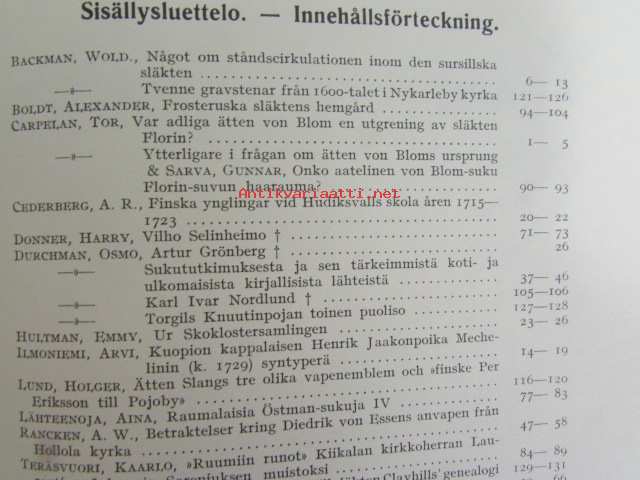 Sisällysluettelo. — Innehållsförteckning.
BACKMAN, WOLD., Något om ståndscirkulationen inom den sursillska
släkten 6— 13
—»— Tvenne gravstenar från 1600-talet i Nykarleby kyrka 121—126
BOLDT, ALEXANDER, Frosteruska släktens hemgård 94—104
CARPELAN, TOR, Var adliga ätten von Blom en utgrening av släkten
Florin? 1— 5
—»— Ytterligare i frågan om ätten von Bloms ursprung
& SARVA, GUNNAR, Onko aatelinen von Blom-suku
Florin-suvun haarauma? 90— 93
Antikvariaatti.net
CEDERBERG, A. R., Finska ynglingar vid Hudiksvalls skola åren 1715—
1723 20— 22
DONNER, HARRY, Vilho Selinheimo † 71— 73
DURCHMAN, OSMO, Artur Grönberg † 26
—»— Sukututkimuksesta ja sen tärkeimmistä koti- ja
ulkomaisista kirjallisista lähteistä 37— 46
—»— Karl Ivar Nordlund † 105—106
—»— Torgils Knuutinpojan toinen puoliso 127—128
HULTMAN, EMMY, Ur Skoklostersamlingen 23— 26
ILMONIEMI, ARVI, Kuopion kappalaisen Henrik Jaakonpoika Meche-
linin (k. 1729) syntyperä 14— 19
LUND, HOLGER, Ätten Slangs tre olika vapenemblem och »finske Per
Eriksson till Pojoby» 116—120
LÄHTEENOJA, AINA, Raumalaisia Östman-sukuja IV 77— 83
RANCKEN, A. W., Betraktelser kring Diedrik von Essens anvapen från
Hollola kyrka 47— 58
TERÄSVUORI, KAARLO, »Ruumiin runot» Kiikalan kirkkoherran Lau-
muistoksi 84— 89
Clayhills' genealogi 129—131